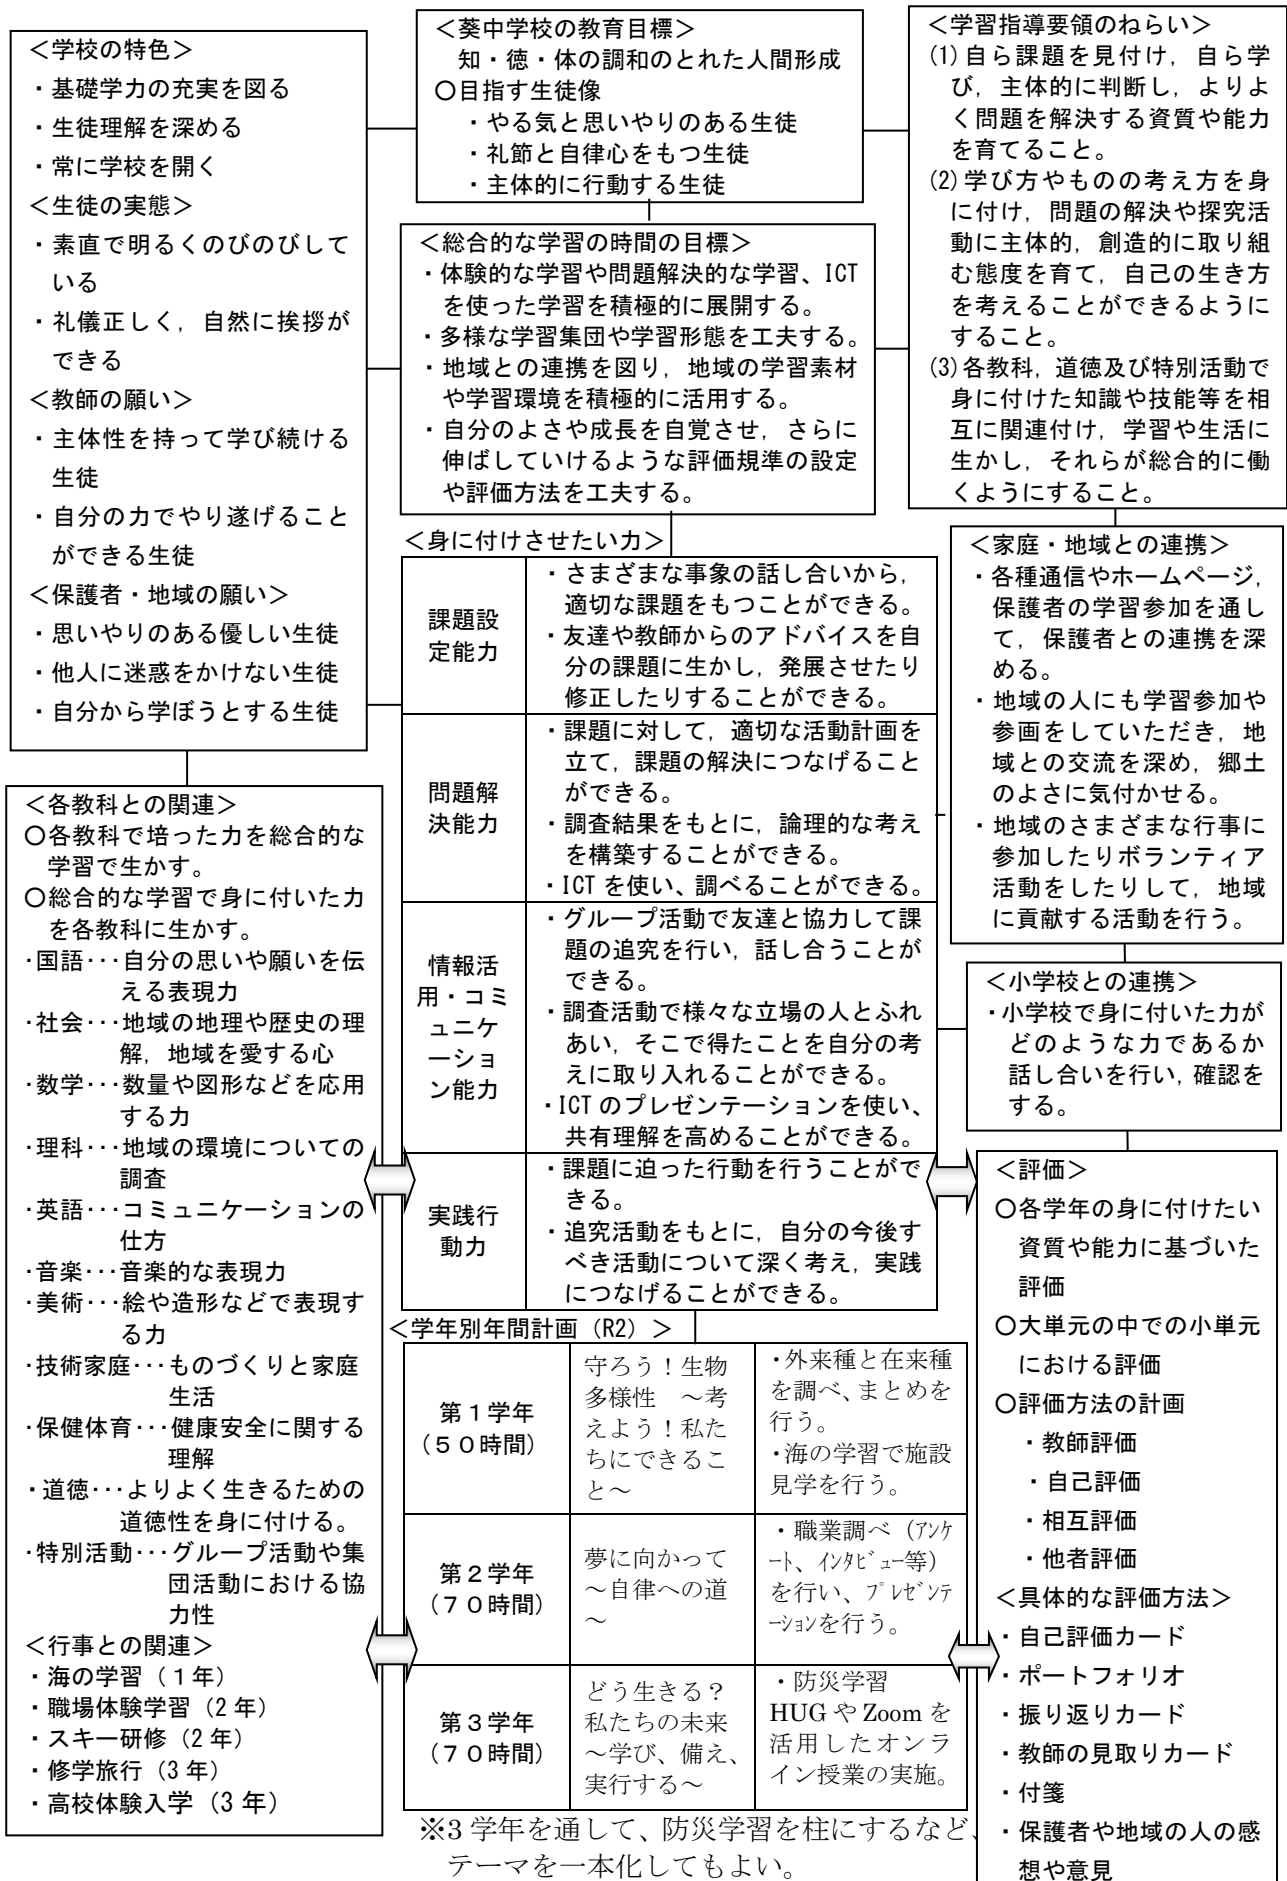 ＜学校の特色＞
・基礎学力の充実を図る
・生徒理解を深める
・常に学校を開く
＜生徒の実態＞
・素直で明るくのびのびして
いる
・礼儀正しく，自然に挨拶が
できる
＜教師の願い＞
・主体性を持って学び続ける
生徒
・自分の力でやり遂げること
ができる生徒
＜保護者・地域の願い＞
・思いやりのある優しい生徒
・他人に迷惑をかけない生徒
・自分から学ぼうとする生徒
＜葵中学校の教育目標＞
知・徳・体の調和のとれた人間形成
〇目指す生徒像
・やる気と思いやりのある生徒
・礼節と自律心をもつ生徒
・主体的に行動する生徒
＜学習指導要領のねらい＞
(1)自ら課題を見付け，自ら学
び，主体的に判断し，よりよ
く問題を解決する資質や能力
を育てること。
(2)学び方やものの考え方を身
に付け，問題の解決や探究活
動に主体的，創造的に取り組
む態度を育て，自己の生き方
を考えることができるように
すること。
(3)各教科，道徳及び特別活動で
身に付けた知識や技能等を相
互に関連付け，学習や生活に
生かし，それらが総合的に働
くようにすること。
＜総合的な学習の時間の目標＞
・体験的な学習や問題解決的な学習、ICT
を使った学習を積極的に展開する。
・多様な学習集団や学習形態を工夫する。
・地域との連携を図り，地域の学習素材
や学習環境を積極的に活用する。
・自分のよさや成長を自覚させ，さらに
伸ばしていけるような評価規準の設定
や評価方法を工夫する。
＜身に付けさせたい力＞
課題設
定能力
・さまざまな事象の話し合いから，
適切な課題をもつことができる。
・友達や教師からのアドバイスを自
分の課題に生かし，発展させたり
修正したりすることができる。
問題解
決能力
・課題に対して，適切な活動計画を
立て，課題の解決につなげること
ができる。
・調査結果をもとに，論理的な考え
を構築することができる。
・ICTを使い、調べることができる。
情報活
用・コミ
ュニケ
ーショ
ン能力
・グループ活動で友達と協力して課
題の追究を行い，話し合うことが
できる。
・調査活動で様々な立場の人とふれ
あい，そこで得たことを自分の考
えに取り入れることができる。
・ICTのプレゼンテーションを使い、
共有理解を高めることができる。
実践行
動力
・課題に迫った行動を行うことがで
きる。
・追究活動をもとに，自分の今後す
べき活動について深く考え，実践
につなげることができる。
＜家庭・地域との連携＞
・各種通信やホームページ，
保護者の学習参加を通し
て，保護者との連携を深
める。
・地域の人にも学習参加や
参画をしていただき，地
域との交流を深め，郷土
のよさに気付かせる。
・地域のさまざまな行事に
参加したりボランティア
活動をしたりして，地域
に貢献する活動を行う。
＜小学校との連携＞
・小学校で身に付いた力が
どのような力であるか
話し合いを行い，確認を
する。
＜各教科との関連＞
〇各教科で培った力を総合的な
学習で生かす。
〇総合的な学習で身に付いた力
を各教科に生かす。
・国語･･･自分の思いや願いを伝
える表現力
・社会･･･地域の地理や歴史の理
解，地域を愛する心
・数学･･･数量や図形などを応用
する力
・理科･･･地域の環境についての
調査
・英語･･･コミュニケーションの
仕方
・音楽･･･音楽的な表現力
・美術･･･絵や造形などで表現す
る力
・技術家庭･･･ものづくりと家庭
生活
・保健体育･･･健康安全に関する
理解
・道徳･･･よりよく生きるための
道徳性を身に付ける。
・特別活動･･･グループ活動や集
団活動における協
力性
＜行事との関連＞
・海の学習（１年）
・職場体験学習（2年）
・スキー研修（2年）
・修学旅行（3年）
・高校体験入学（3年）
＜学年別年間計画（R2）＞
第１学年
（５０時間）
守ろう！生物
多様性　～考
えよう！私た
ちにできるこ
と～
・外来種と在来種
を調べ、まとめを
行う。
・海の学習で施設
見学を行う。
第２学年
（７０時間）
夢に向かって
～自律への道
～
・職業調べ（ｱﾝｹ
ｰﾄ、ｲﾝﾀﾋﾞｭｰ等）
を行い、ﾌﾟﾚｾﾞﾝﾃ
ｰｼｮﾝを行う。
第３学年
（７０時間）
どう生きる？
私たちの未来
～学び、備え、
実行する～
・防災学習
HUGやZoomを
活用したオンラ
イン授業の実施。
※3学年を通して、防災学習を柱にするなど、
テーマを一本化してもよい。
＜評価＞
〇各学年の身に付けたい
資質や能力に基づいた
評価
〇大単元の中での小単元
における評価
〇評価方法の計画
・教師評価
・自己評価
・相互評価
・他者評価
＜具体的な評価方法＞
・自己評価カード
・ポートフォリオ
・振り返りカード
・教師の見取りカード
・付箋
・保護者や地域の人の感
想や意見